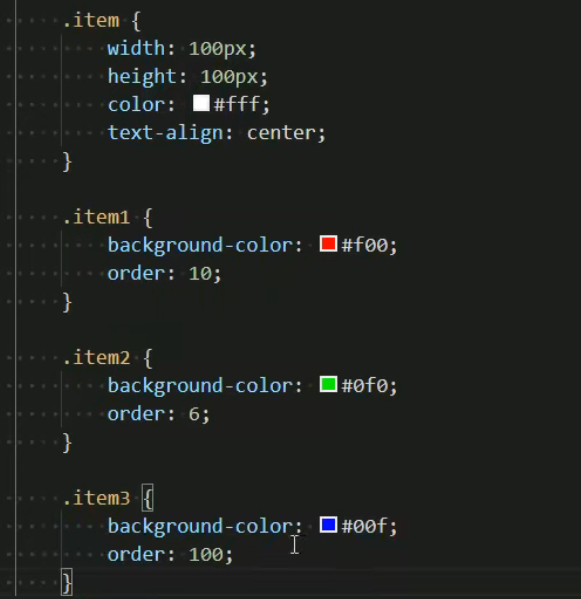 .item {
width: 100px;
height: 100px;
color: #fff;
text-align: center;
}
.item1 {
background-color: #f00;
order: 10;
}
.item2 {
background-color: #0f0;
order: 6;
}
.item3 {
background-color: #00f;
order: 100;
}